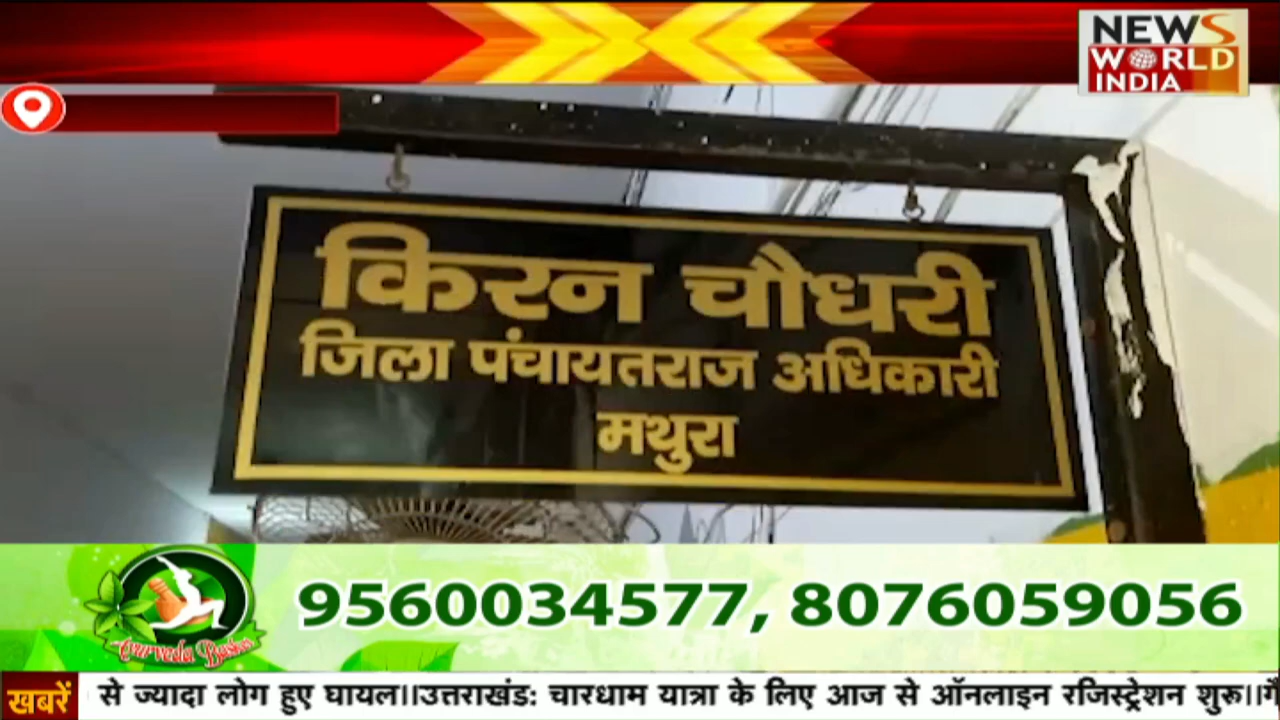 NEWS
WORLD
INDIA
किरन चौधरी
जिला पंचायतराज अधिकारी
मथुरा
9560034577, 8076059056
Ayurveda
खबरें
से ज्यादा लोग हुए घायल||उत्तराखंड: चारधाम यात्रा के लिए आज से ऑनलाइन रजिस्ट्रेशन शुरू||